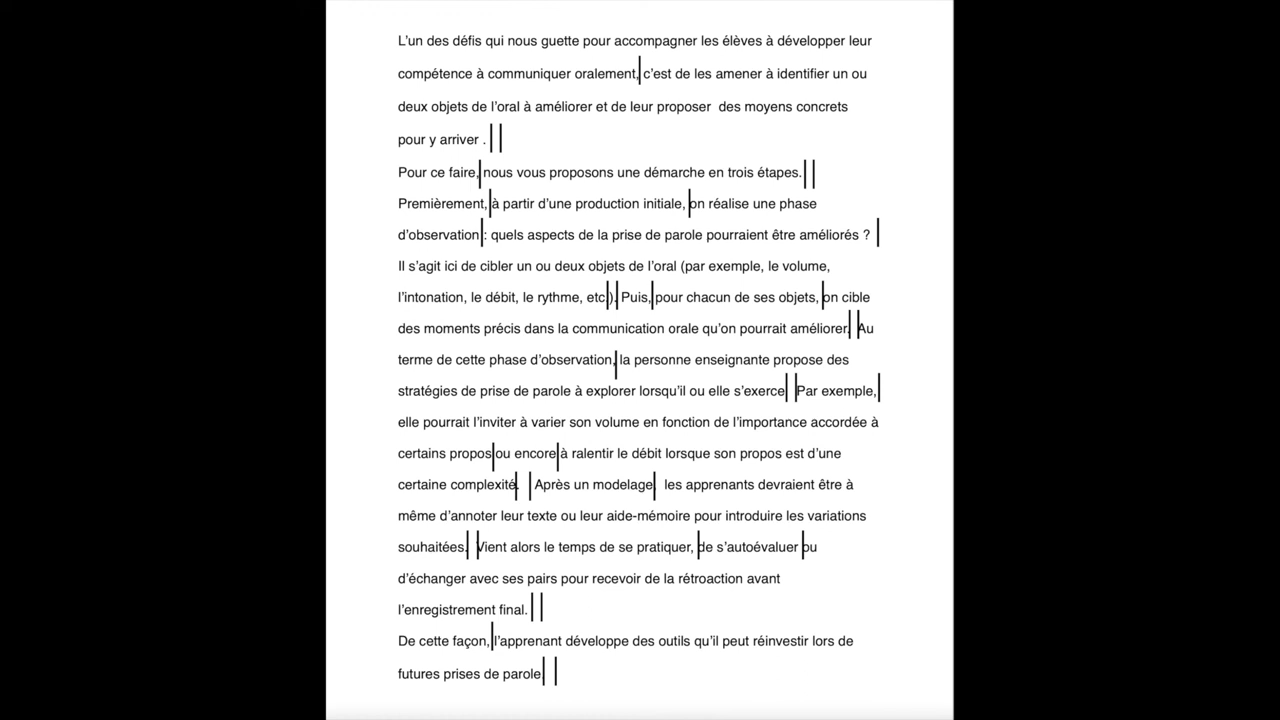 L'un des défis qui nous guette pour accompagner les élèves à développer leur
compétence à communiquer oralement,| c'est de les amener à identifier un ou
deux objets de l'oral à améliorer et de leur proposer  des moyens concrets
pour y arriver . | |
Pour ce faire,| nous vous proposons une démarche en trois étapes. | |
Premièrement, | à partir d'une production initiale, | on réalise une phase
d'observation | : quels aspects de la prise de parole pourraient être améliorés ? |
Il s'agit ici de cibler un ou deux objets de l'oral (par exemple, le volume,
l'intonation, le débit, le rythme, etc.|).| Puis,| pour chacun de ses objets, | on cible
des moments précis dans la communication orale qu'on pourrait améliorer. | | Au
terme de cette phase d'observation,| la personne enseignante propose des
stratégies de prise de parole à explorer lorsqu'il ou elle s'exerce | | Par exemple, |
elle pourrait l'inviter à varier son volume en fonction de l'importance accordée à
certains propos | ou encore | à ralentir le débit lorsque son propos est d'une
certaine complexité|. | Après un modelage,|  les apprenants devraient être à
même d'annoter leur texte ou leur aide-mémoire pour introduire les variations
souhaitées. | | Vient alors le temps de se pratiquer, | de s'autoévaluer | ou
d'échanger avec ses pairs pour recevoir de la rétroaction avant
l'enregistrement final. | |
De cette façon, | l'apprenant développe des outils qu'il peut réinvestir lors de
futures prises de parole. | |